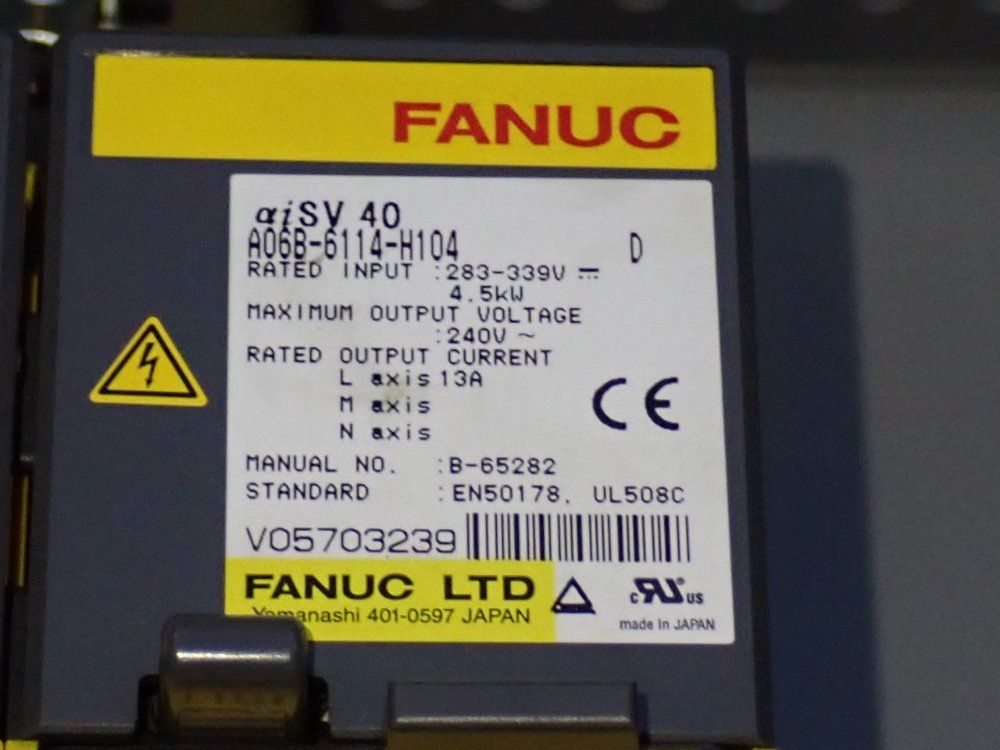 FANUC
αiSV 40
A06B-6114-H104 D
RATED INPUT :283-339V ⎓
4.5kW
MAXIMUM OUTPUT VOLTAGE
:240V ~
RATED OUTPUT CURRENT
L axis 13A
M axis
N axis
CE
MANUAL NO. :B-65282
STANDARD :EN50178, UL508C
V05703239
FANUC LTD
Yamanashi 401-0597 JAPAN
c RU US
made in JAPAN